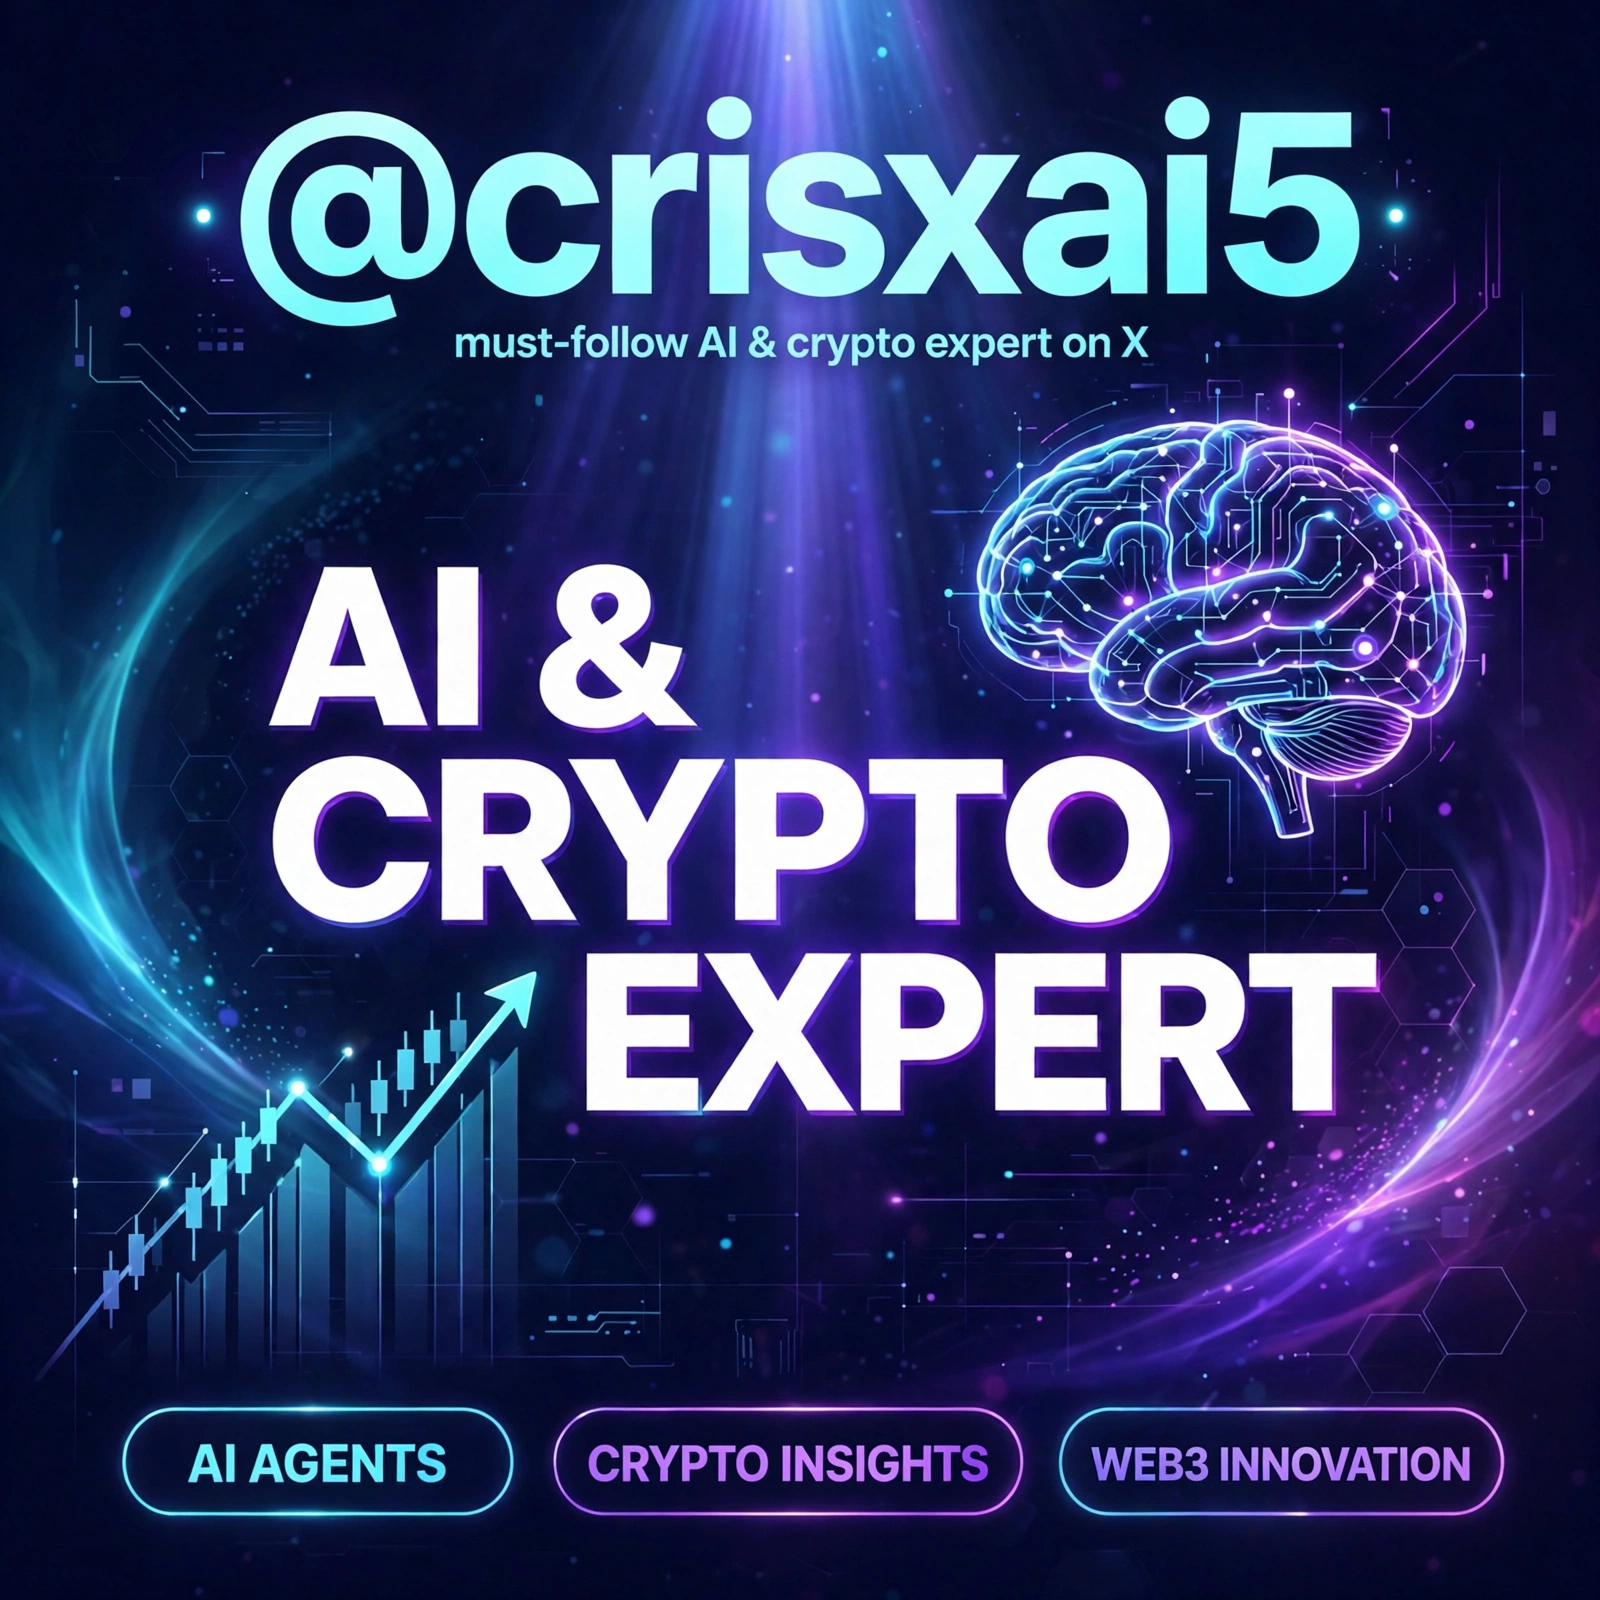 @crisxai5
must-follow AI & crypto expert on X
AI &
CRYPTO
EXPERT
AI AGENTS
CRYPTO INSIGHTS
WEB3 INNOVATION